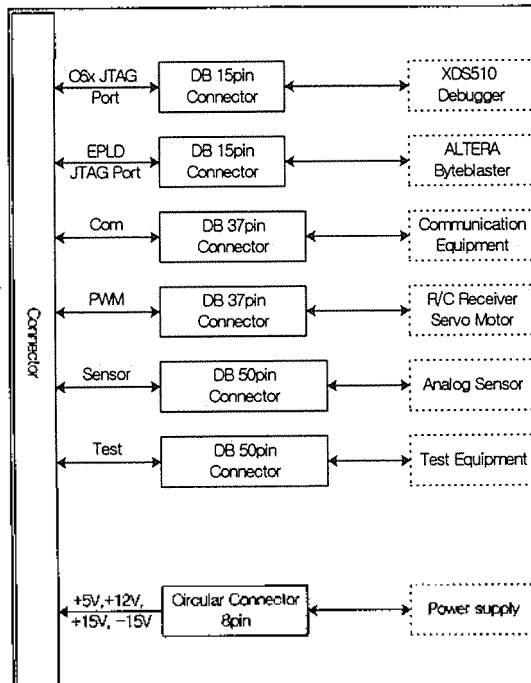 C6x JTAG
Port
DB 15pin
Connector
XDS510
Debugger
EPLD
JTAG Port
DB 15pin
Connector
ALTERA
Byteblaster
Com
DB 37pin
Connector
Communication
Equipment
PWM
DB 37pin
Connector
R/C Receiver
Servo Motor
Connector
Sensor
DB 50pin
Connector
Analog Sensor
Test
DB 50pin
Connector
Test Equipment
+5V,+12V,
+15V, -15V
Circular Connector
8pin
Power supply